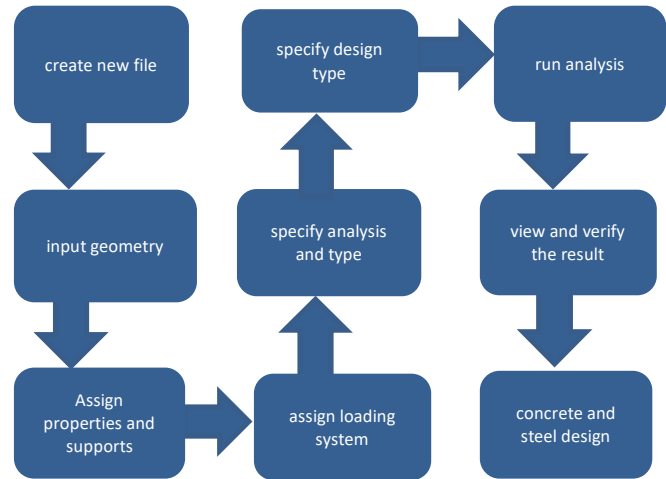 create new file
input geometry
Assign
properties and
supports
assign loading
system
specify analysis
and type
specify design
type
run analysis
view and verify
the result
concrete and
steel design